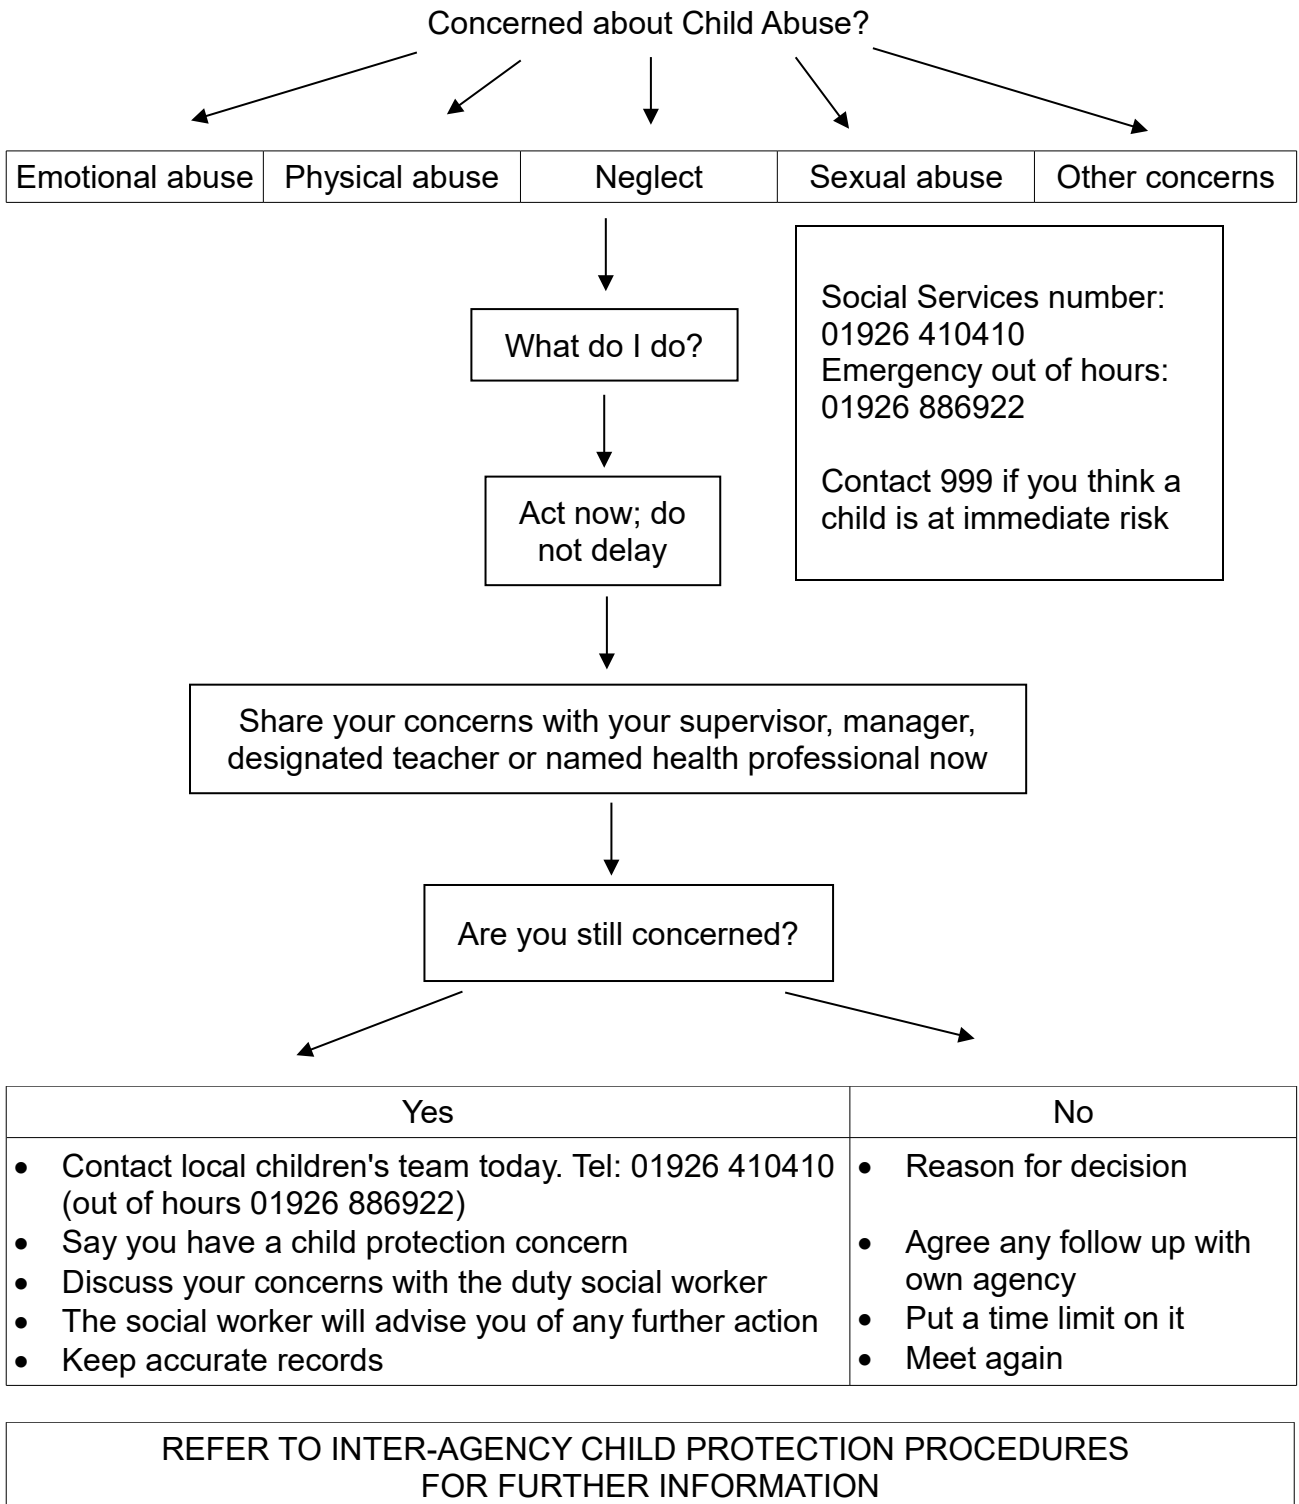 Concerned about Child Abuse?
Emotional abuse
Physical abuse
Neglect
Sexual abuse
Other concerns
Social Services number:
01926 410410
Emergency out of hours:
01926 886922
Contact 999 if you think a
child is at immediate risk
What do I do?
Act now; do
not delay
Share your concerns with your supervisor, manager,
designated teacher or named health professional now
Are you still concerned?
Yes
• Contact local children's team today. Tel: 01926 410410
(out of hours 01926 886922)
• Say you have a child protection concern
• Discuss your concerns with the duty social worker
• The social worker will advise you of any further action
• Keep accurate records
No
• Reason for decision
• Agree any follow up with
own agency
• Put a time limit on it
• Meet again
REFER TO INTER-AGENCY CHILD PROTECTION PROCEDURES
FOR FURTHER INFORMATION